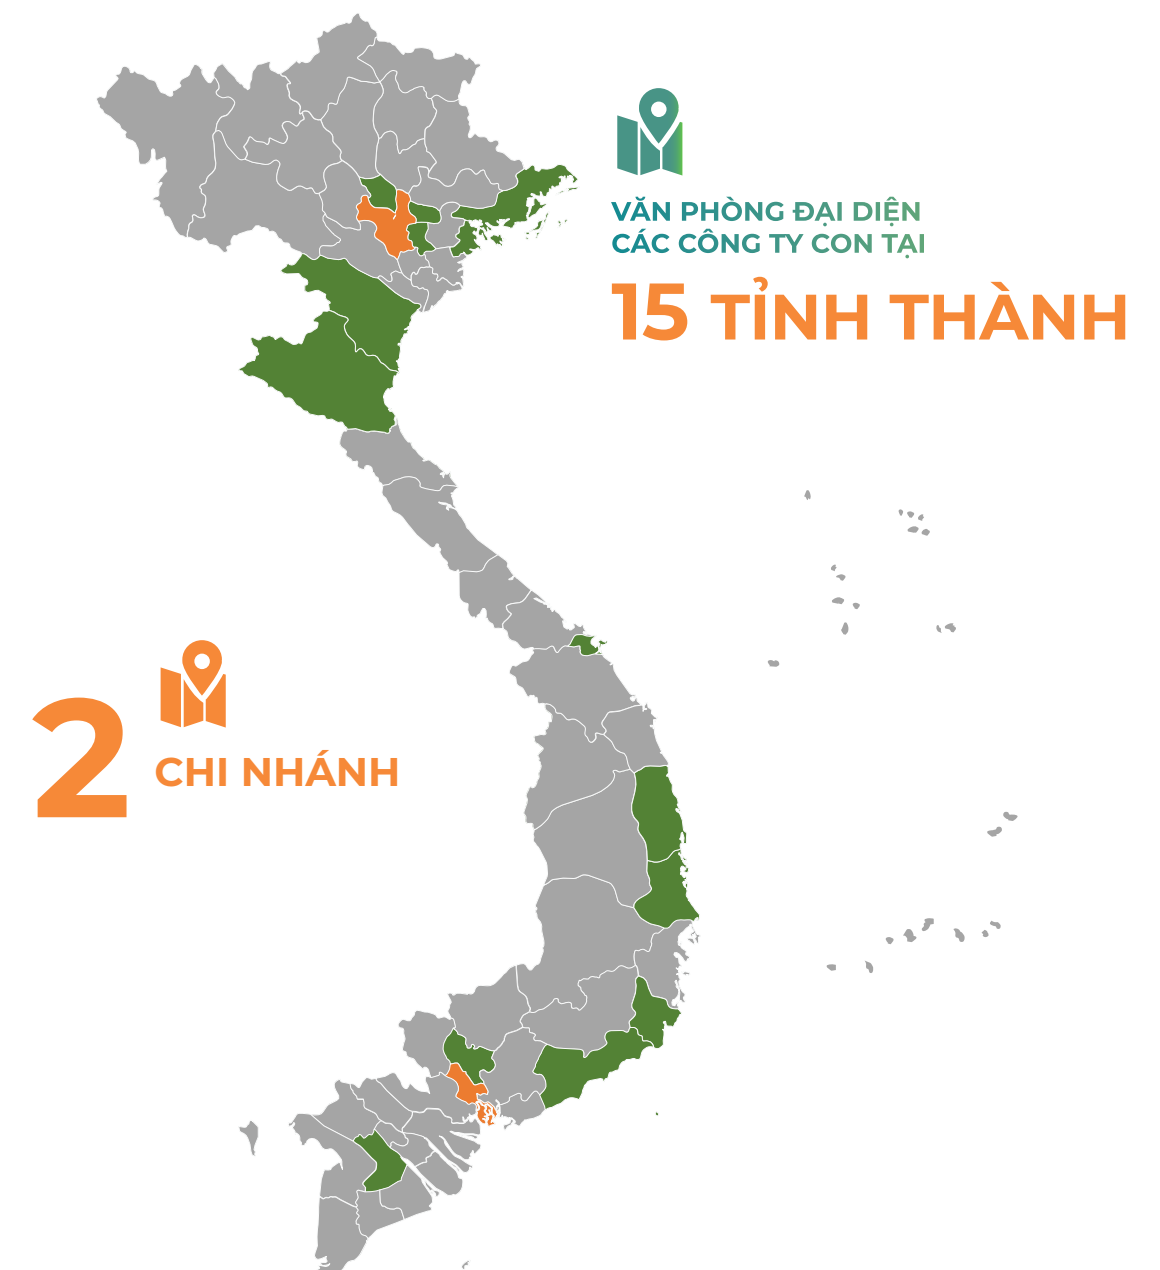 VĂN PHÒNG ĐẠI DIỆN
CÁC CÔNG TY CON TẠI
15 TỈNH THÀNH
2 CHI NHÁNH